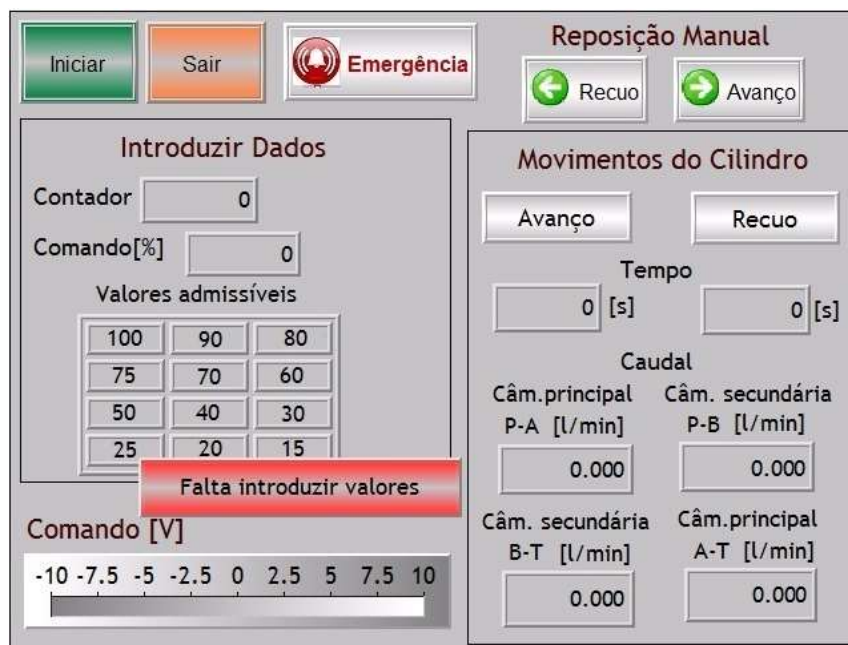 Iniciar
Sair
Emergência
Reposição Manual
Recuo
Avanço
Introduzir Dados
Contador 0
Comando[%] 0
Valores admissíveis
100 90 80
75 70 60
50 40 30
25 20 15
Falta introduzir valores
Comando [V]
-10 -7.5 -5 -2.5 0 2.5 5 7.5 10
Movimentos do Cilindro
Avanço Recuo
Tempo
0 [s] 0 [s]
Caudal
Câm.principal Câm. secundária
P-A [l/min] P-B [l/min]
0.000 0.000
Câm. secundária Câm.principal
B-T [l/min] A-T [l/min]
0.000 0.000